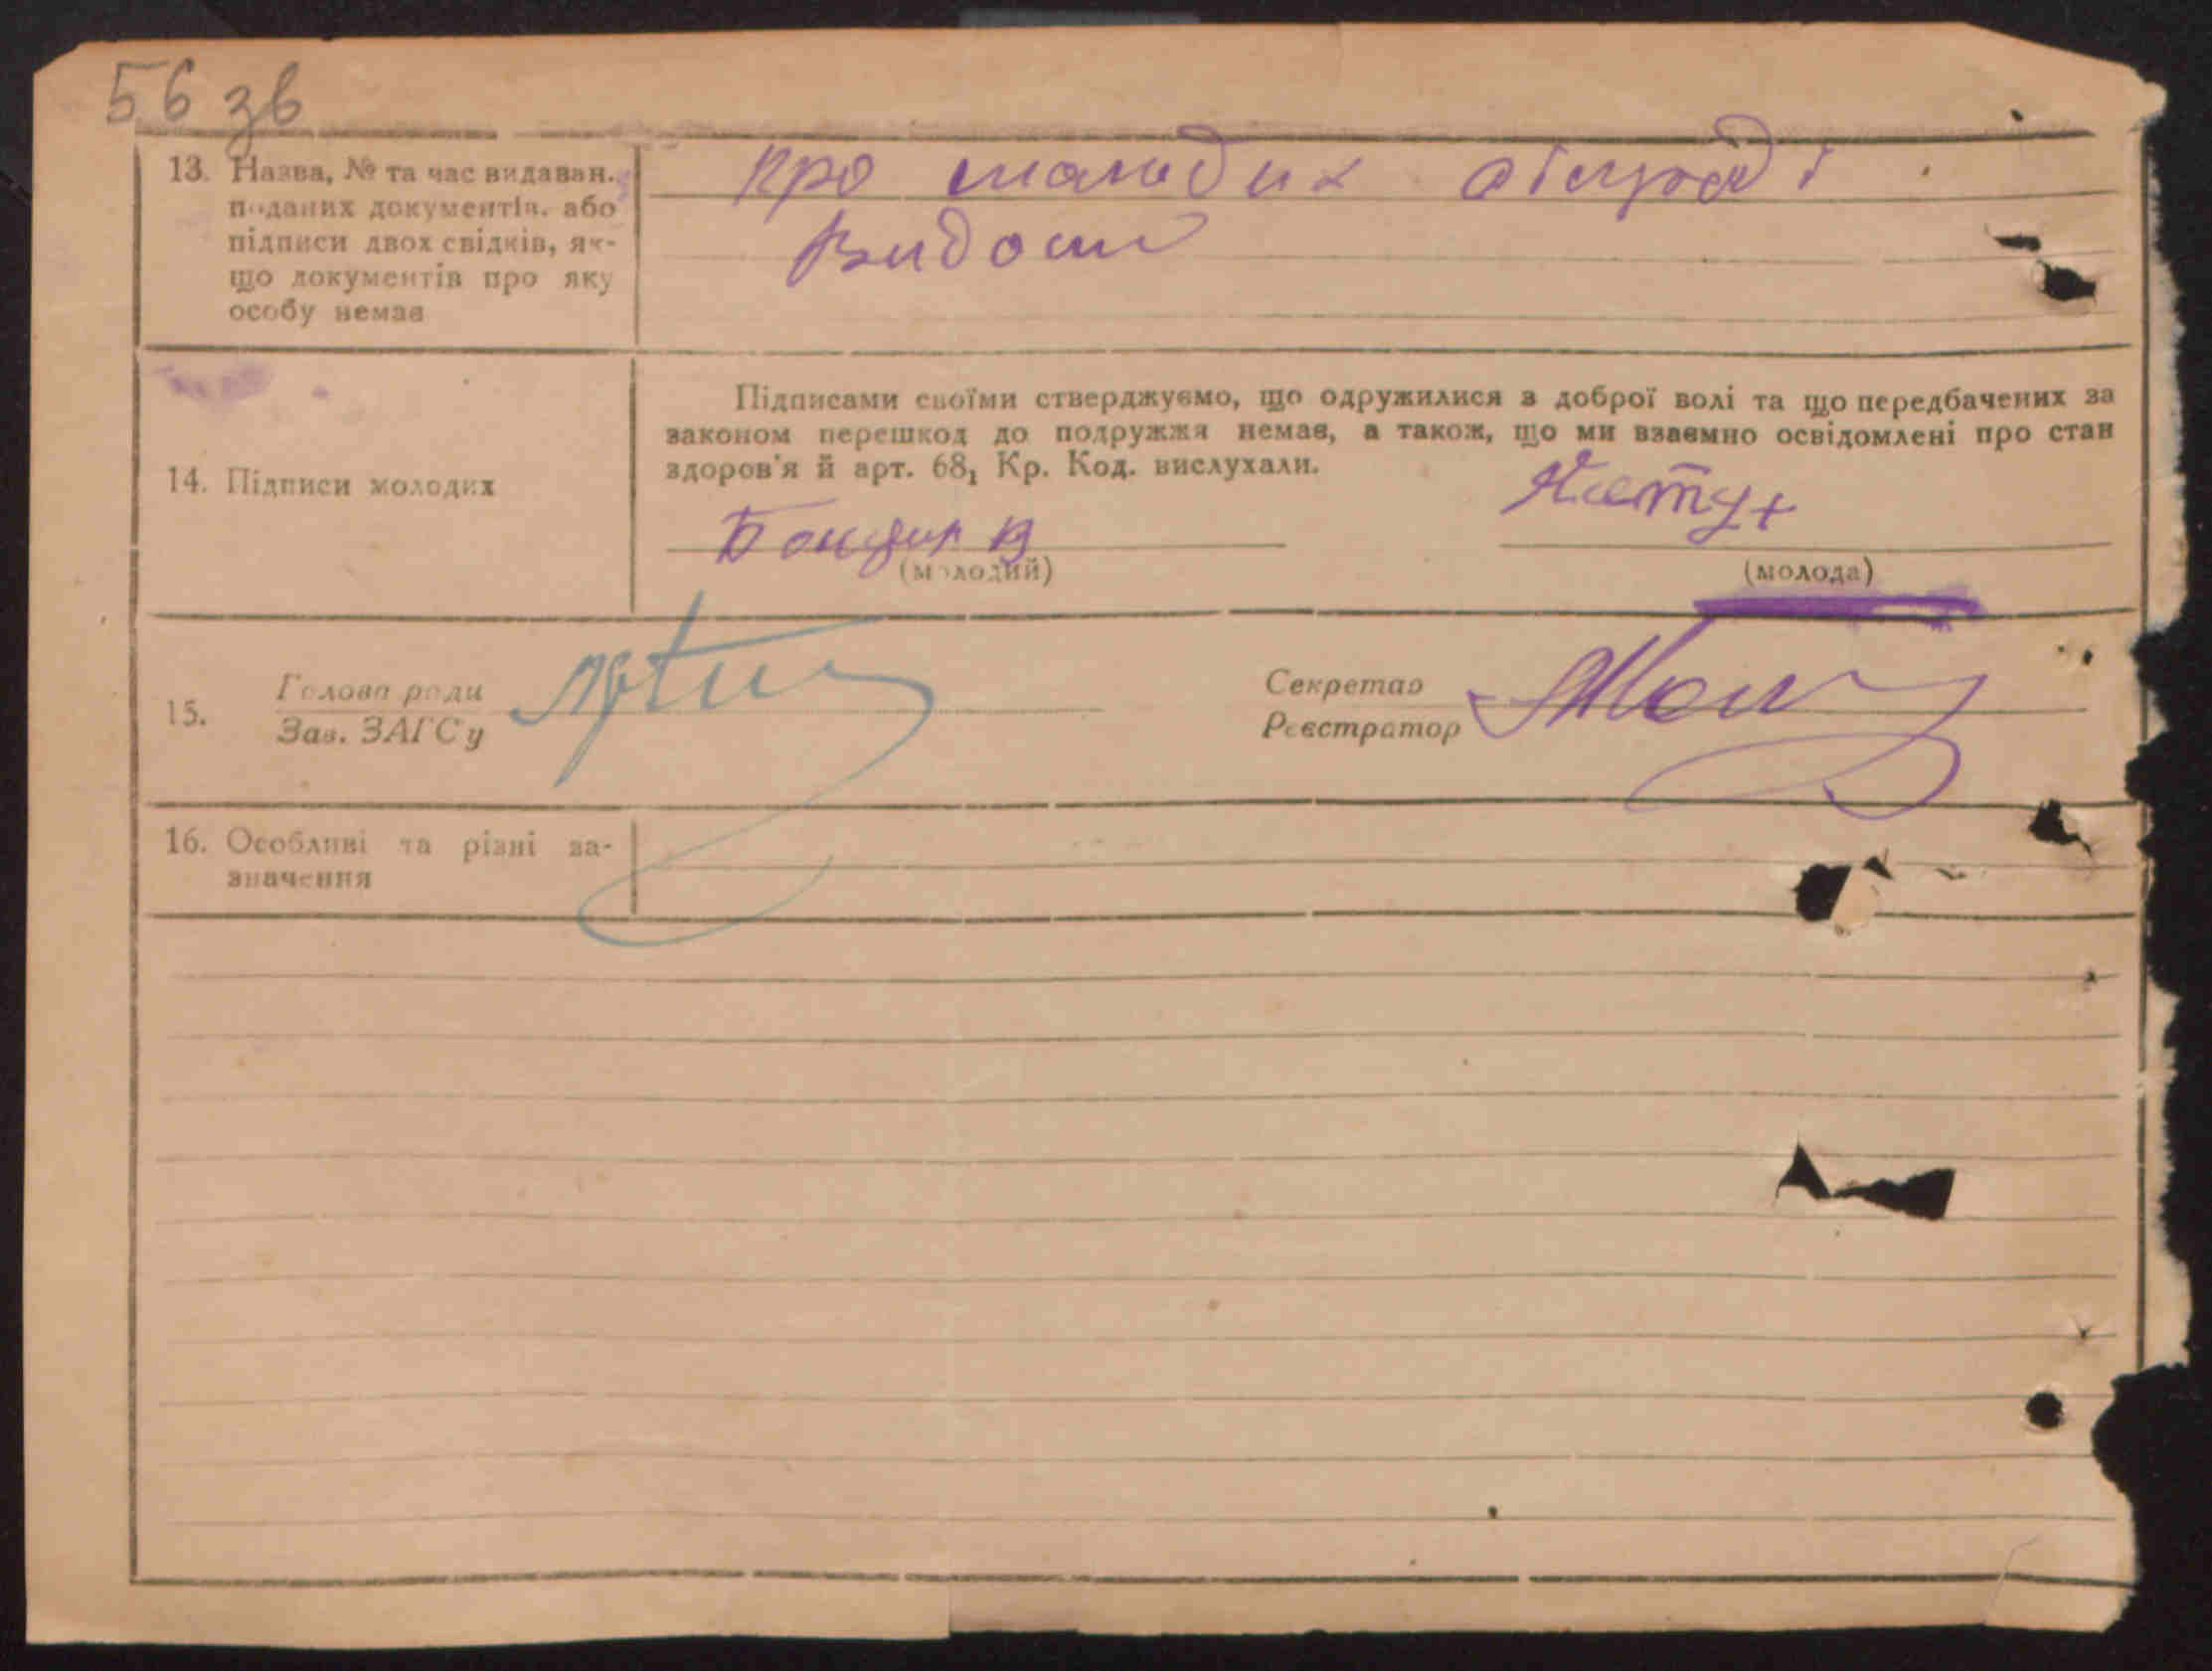 56 зв
13. Назва, № та час видаван.
поданих документів, або
підписи двох свідків, як-
що документів про яку
особу немає
про молодих сільраді
Видом
14. Підписи молодих
Підписами своїми стверджуємо, що одружилися з доброї волі та що передбачених за
законом перешкод до подружжя немає, а також, що ми взаємно освідомлені про стан
здоров'я й арт. 68₁ Кр. Код. вислухали.
Бондар В
(молодий)
(молода)
15.
Голова ради
Зав. ЗАГСу
Секретар
Реєстратор
16. Особливі та різні за-
значення